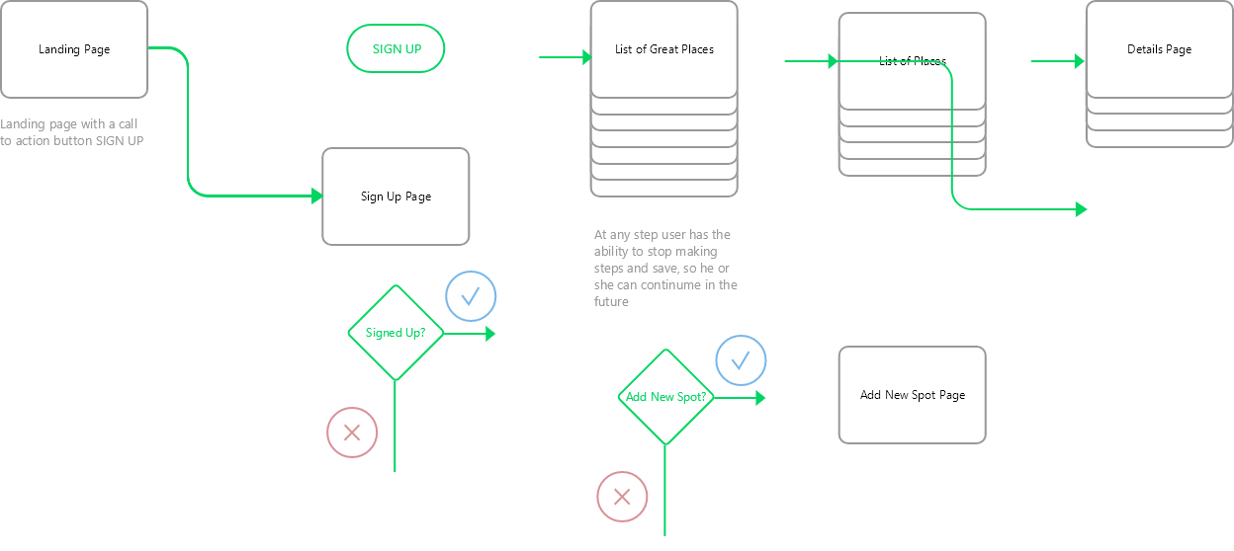 Landing Page
SIGN UP
List of Great Places
List of Places
Details Page
Landing page with a call
to action button SIGN UP
Sign Up Page
At any step user has the
ability to stop making
steps and save, so he or
she can continume in the
future
Signed Up?
Add New Spot?
Add New Spot Page